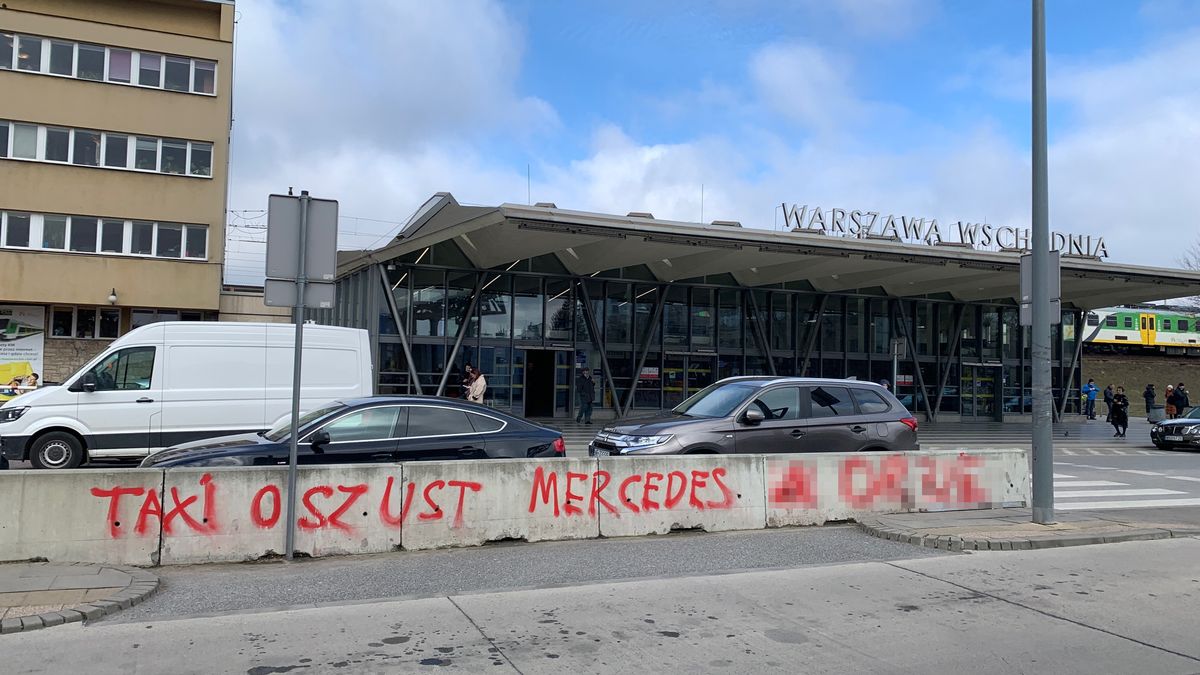 WARSZAWA WSCHODNIA
TAXI OSZUST MERCEDES